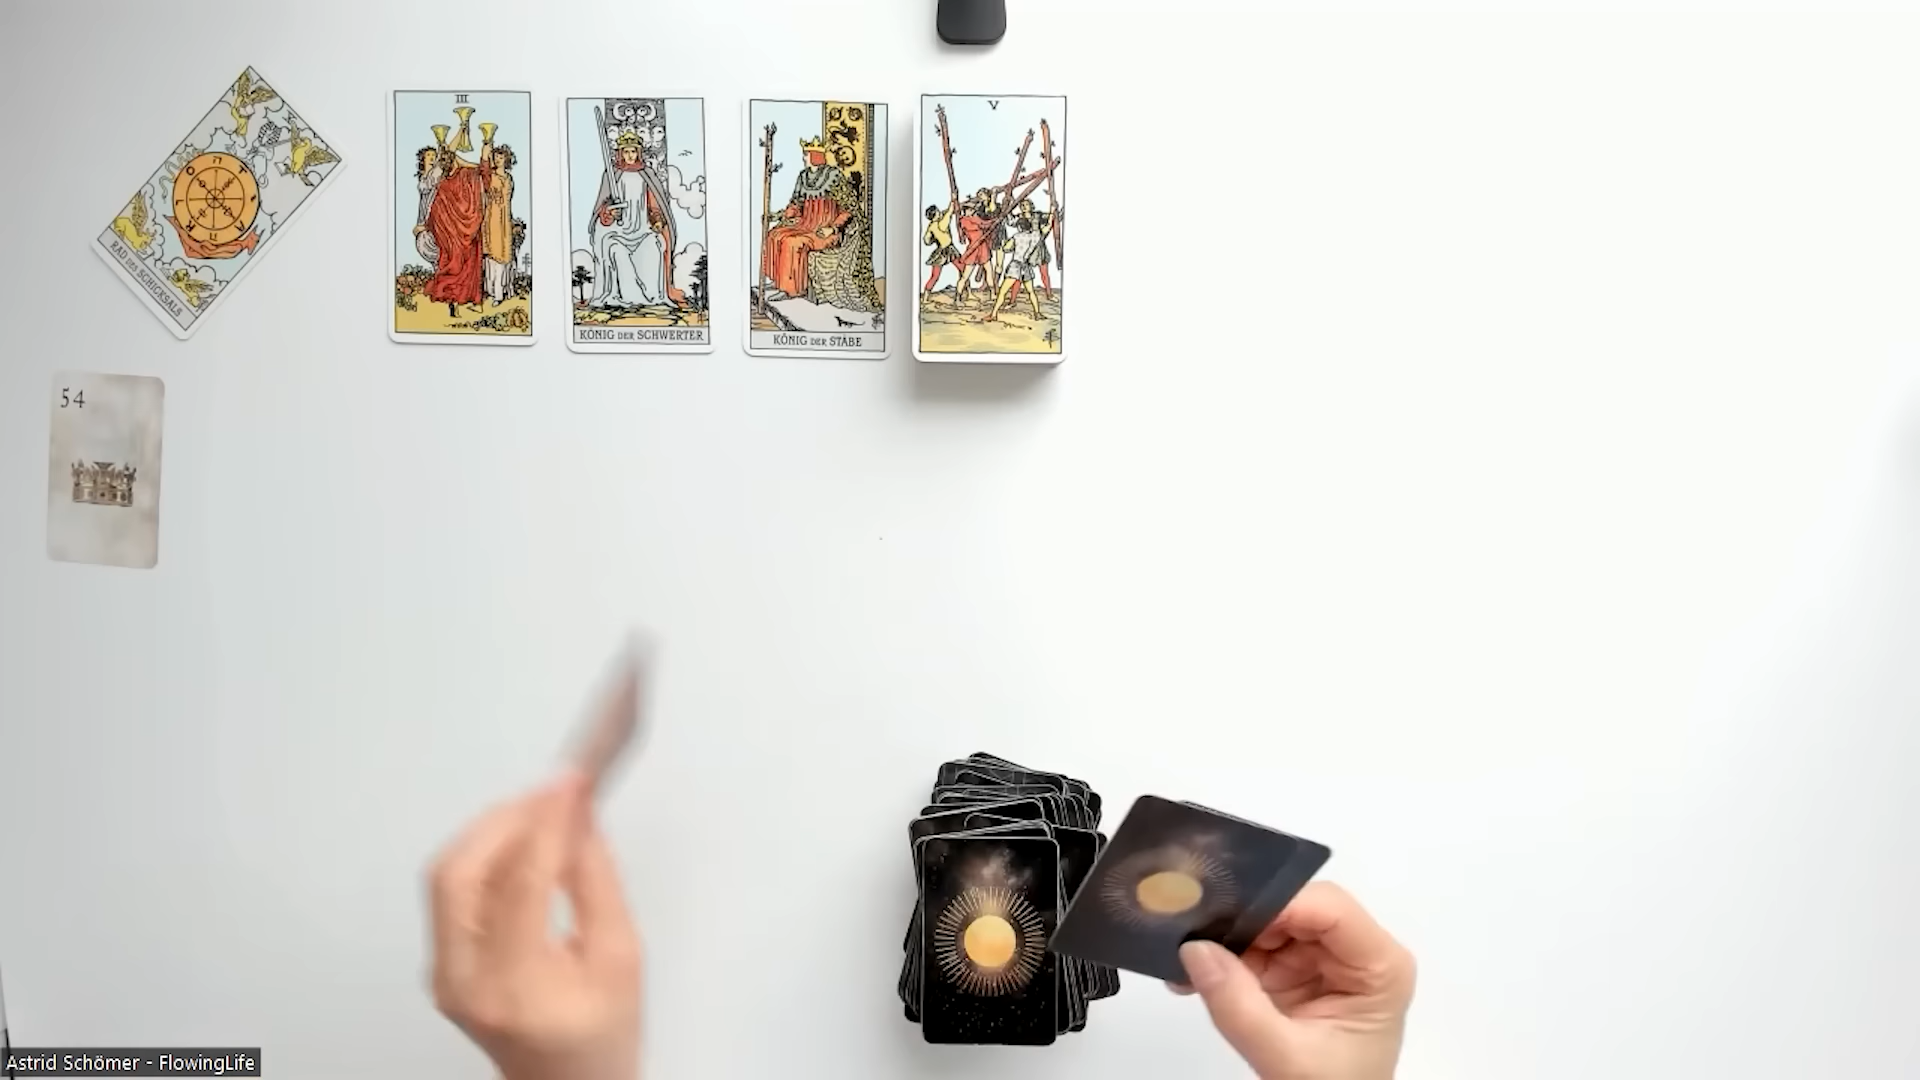 III
V
RAD DES SCHICKSALS
KÖNIG DER SCHWERTER
KÖNIG DER STÄBE
54
Astrid Schömer - FlowingLife